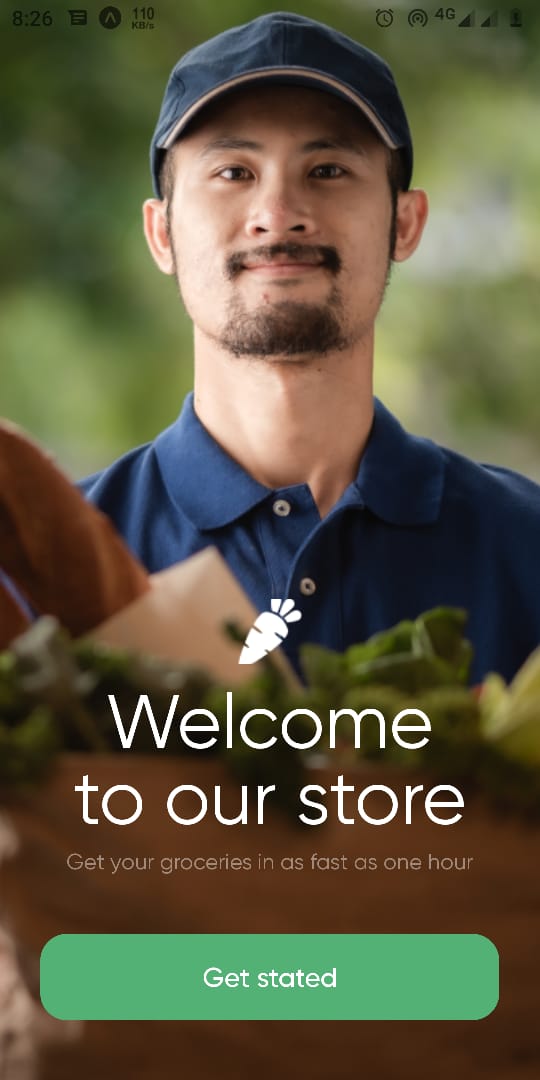 8:26
110
KB/s
4G
Welcome
to our store
Get your groceries in as fast as one hour
Get stated